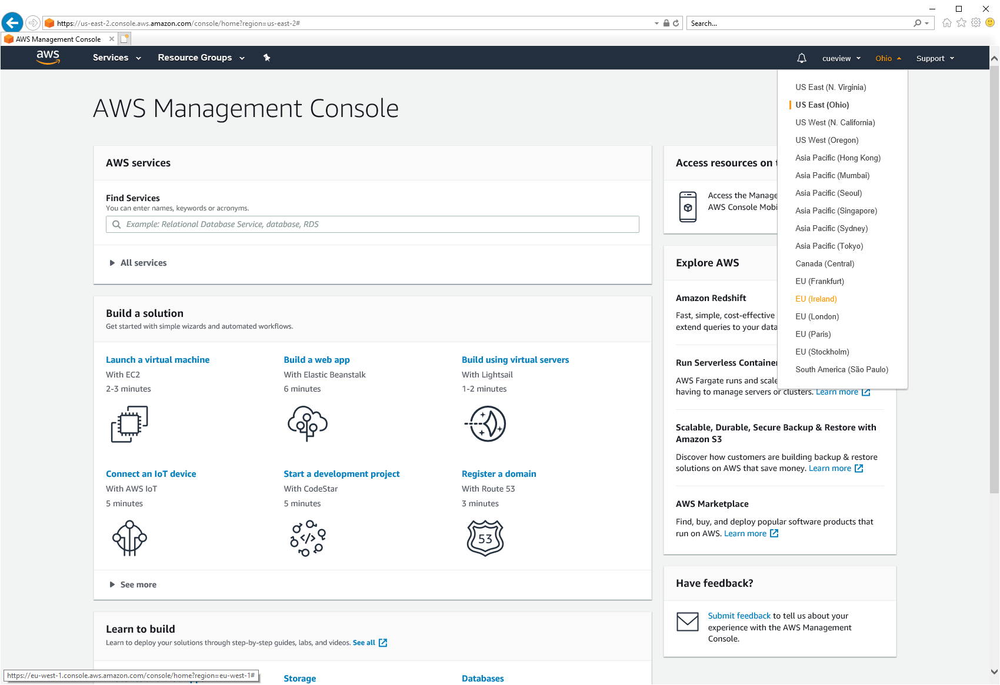 https://us-east-2.console.aws.amazon.com/console/home?region=us-east-2#
Search...
AWS Management Console
aws
Services
Resource Groups
cueview
Ohio
Support
US East (N. Virginia)
US East (Ohio)
US West (N. California)
US West (Oregon)
Asia Pacific (Hong Kong)
Asia Pacific (Mumbai)
Asia Pacific (Seoul)
Asia Pacific (Singapore)
Asia Pacific (Sydney)
Asia Pacific (Tokyo)
Canada (Central)
EU (Frankfurt)
EU (Ireland)
EU (London)
EU (Paris)
EU (Stockholm)
South America (São Paulo)
AWS Management Console
AWS services
Find Services
You can enter names, keywords or acronyms.
Example: Relational Database Service, database, RDS
All services
Build a solution
Get started with simple wizards and automated workflows.
Launch a virtual machine
With EC2
2-3 minutes
Build a web app
With Elastic Beanstalk
6 minutes
Build using virtual servers
With Lightsail
1-2 minutes
Connect an IoT device
With AWS IoT
5 minutes
Start a development project
With CodeStar
5 minutes
Register a domain
With Route 53
3 minutes
53
See more
Learn to build
Learn to deploy your solutions through step-by-step guides, labs, and videos. See all
Storage
Databases
Access resources on
Access the
AWS Console
Explore AWS
Amazon Redshift
Fast, simple, cost-effective
extend queries to your
Run Serverless
AWS Fargate runs and
having to manage servers or clusters. Learn more
Scalable, Durable, Secure Backup & Restore with
Amazon S3
Discover how customers are building backup & restore
solutions on AWS that save money. Learn more
AWS Marketplace
Find, buy, and deploy popular software products that
run on AWS. Learn more
Have feedback?
Submit feedback to tell us about your
experience with the AWS Management
Console.
https://eu-west-1.console.aws.amazon.com/console/home?region=eu-west-1#